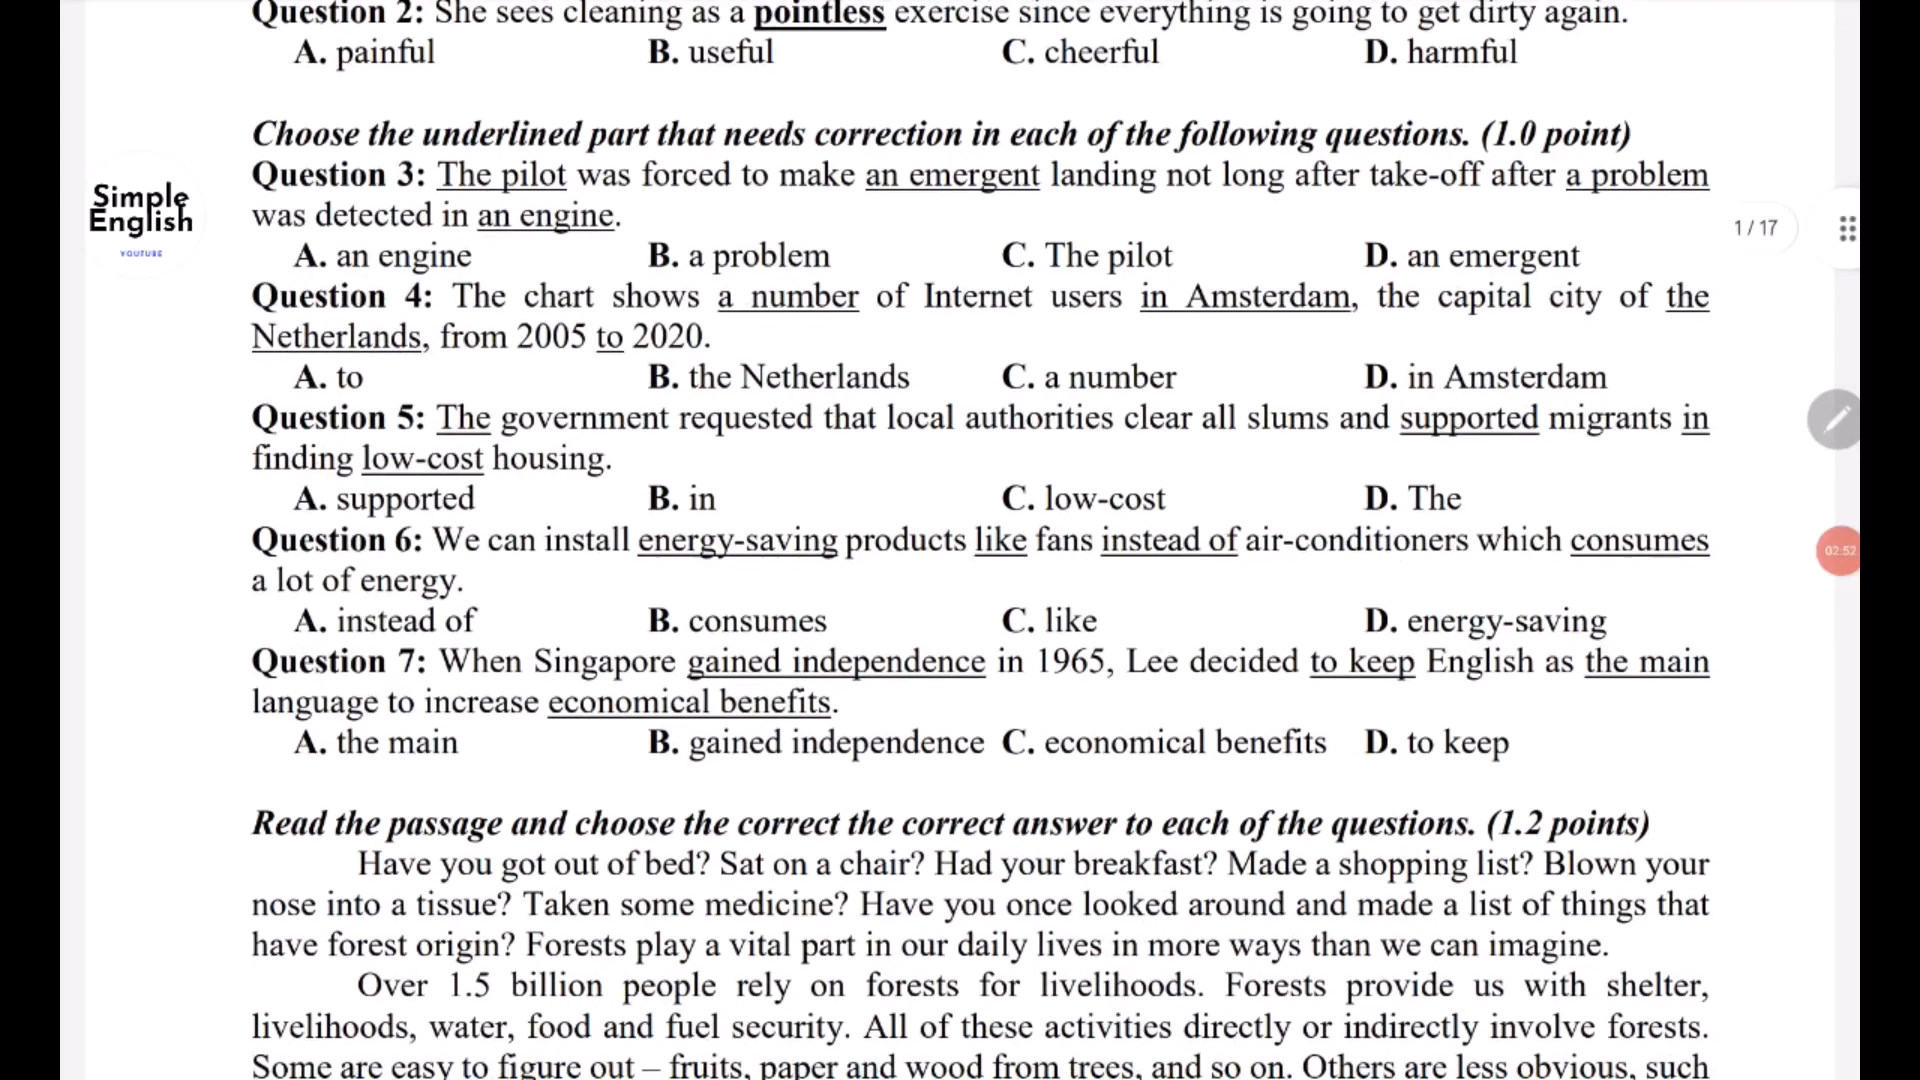 Question 2: She sees cleaning as a pointless exercise since everything is going to get dirty again.
A. painful B. useful C. cheerful D. harmful
Choose the underlined part that needs correction in each of the following questions. (1.0 point)
Question 3: The pilot was forced to make an emergent landing not long after take-off after a problem
was detected in an engine.
A. an engine B. a problem C. The pilot D. an emergent
Question 4: The chart shows a number of Internet users in Amsterdam, the capital city of the
Netherlands, from 2005 to 2020.
A. to B. the Netherlands C. a number D. in Amsterdam
Question 5: The government requested that local authorities clear all slums and supported migrants in
finding low-cost housing.
A. supported B. in C. low-cost D. The
Question 6: We can install energy-saving products like fans instead of air-conditioners which consumes
a lot of energy.
A. instead of B. consumes C. like D. energy-saving
Question 7: When Singapore gained independence in 1965, Lee decided to keep English as the main
language to increase economical benefits.
A. the main B. gained independence C. economical benefits D. to keep
Read the passage and choose the correct the correct answer to each of the questions. (1.2 points)
Have you got out of bed? Sat on a chair? Had your breakfast? Made a shopping list? Blown your
nose into a tissue? Taken some medicine? Have you once looked around and made a list of things that
have forest origin? Forests play a vital part in our daily lives in more ways than we can imagine.
Over 1.5 billion people rely on forests for livelihoods. Forests provide us with shelter,
livelihoods, water, food and fuel security. All of these activities directly or indirectly involve forests.
Some are easy to figure out – fruits, paper and wood from trees, and so on. Others are less obvious, such
Simple
English
YOUTUBE
1/17
02:52